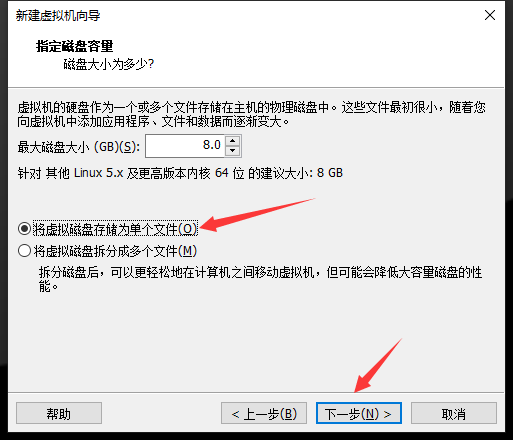 新建虚拟机向导
指定磁盘容量
磁盘大小为多少?
虚拟机的硬盘作为一个或多个文件存储在主机的物理磁盘中。这些文件最初很小，随着您
向虚拟机中添加应用程序、文件和数据而逐渐变大。
最大磁盘大小 (GB)(S): 8.0
针对 其他 Linux 5.x 及更高版本内核 64 位 的建议大小: 8 GB
将虚拟磁盘存储为单个文件(O)
将虚拟磁盘拆分成多个文件(M)
拆分磁盘后，可以更轻松地在计算机之间移动虚拟机，但可能会降低大容量磁盘的性
能。
帮助 < 上一步(B) 下一步(N) > 取消